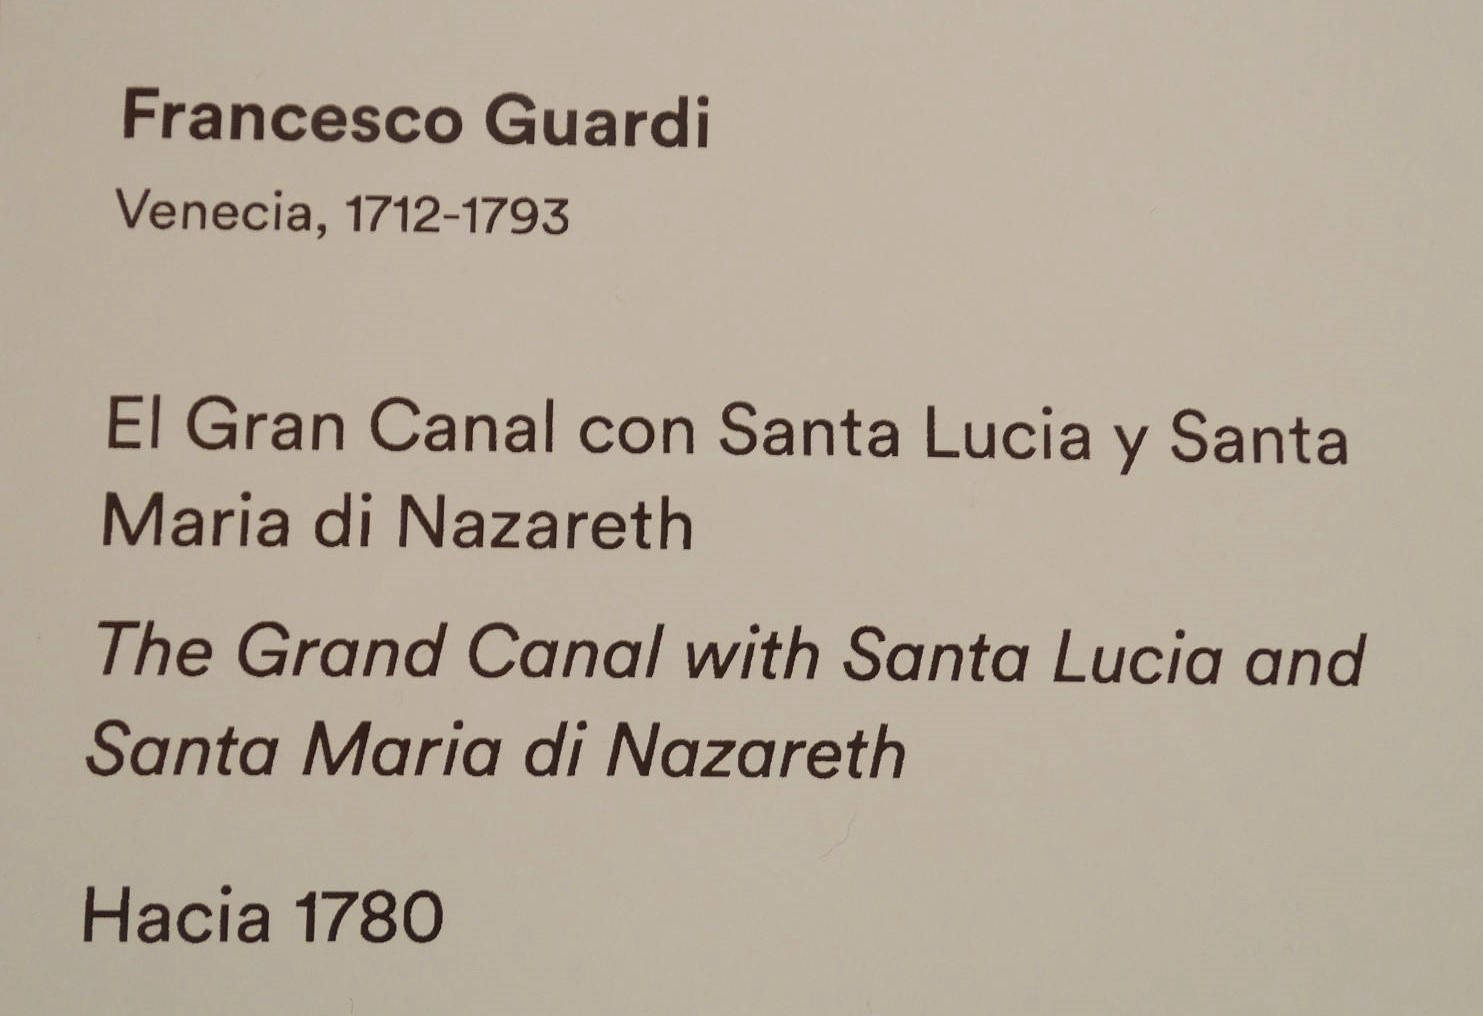 Francesco Guardi
Venecia, 1712-1793
El Gran Canal con Santa Lucia y Santa
Maria di Nazareth
The Grand Canal with Santa Lucia and
Santa Maria di Nazareth
Hacia 1780